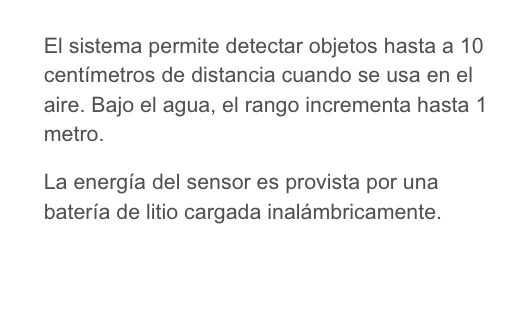 El sistema permite detectar objetos hasta a 10
centímetros de distancia cuando se usa en el
aire. Bajo el agua, el rango incrementa hasta 1
metro.
La energía del sensor es provista por una
batería de litio cargada inalámbricamente.